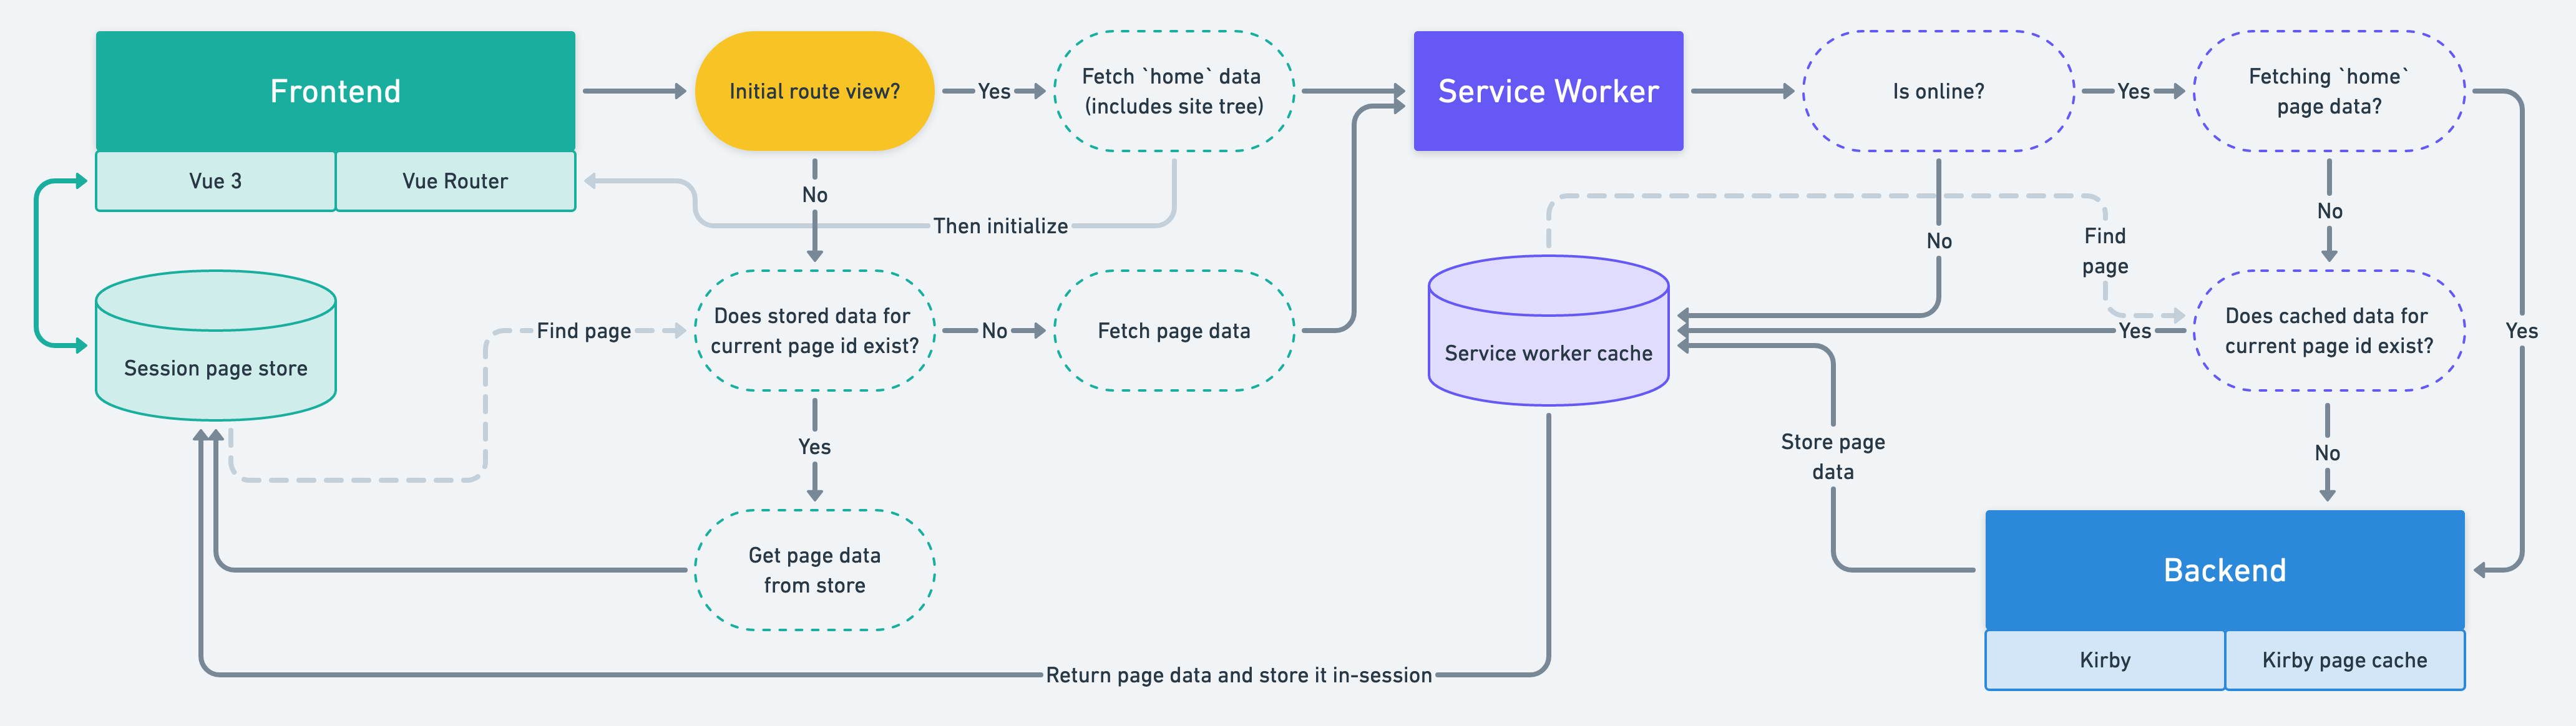 Frontend
Vue 3
Vue Router
Session page store
Initial route view?
Yes
Fetch `home` data
(includes site tree)
No
Then initialize
Find page
Does stored data for
current page id exist?
No
Fetch page data
Yes
Get page data
from store
Return page data and store it in-session
Service Worker
Is online?
Yes
Fetching `home`
page data?
No
No
Find
page
Service worker cache
Yes
Does cached data for
current page id exist?
Yes
Store page
data
No
Backend
Kirby
Kirby page cache